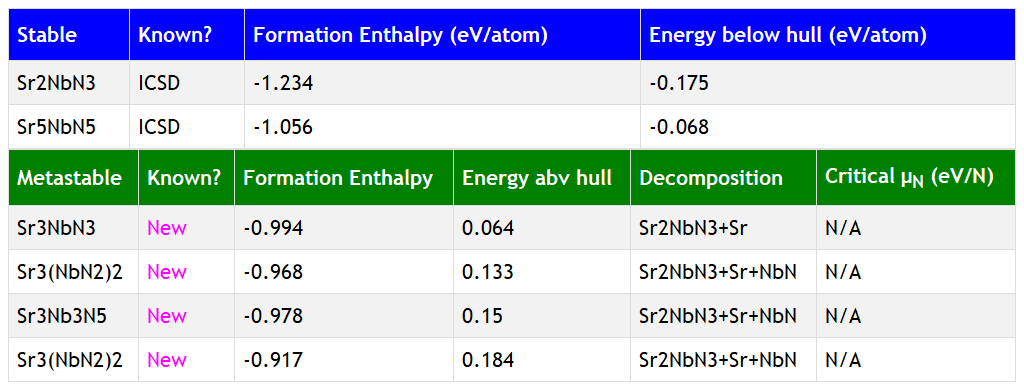 Stable Known? Formation Enthalpy (eV/atom) Energy below hull (eV/atom)
Sr2NbN3 ICSD -1.234 -0.175
Sr5NbN5 ICSD -1.056 -0.068
Metastable Known? Formation Enthalpy Energy abv hull Decomposition Critical μN (eV/N)
Sr3NbN3 New -0.994 0.064 Sr2NbN3+Sr N/A
Sr3(NbN2)2 New -0.968 0.133 Sr2NbN3+Sr+NbN N/A
Sr3Nb3N5 New -0.978 0.15 Sr2NbN3+Sr+NbN N/A
Sr3(NbN2)2 New -0.917 0.184 Sr2NbN3+Sr+NbN N/A